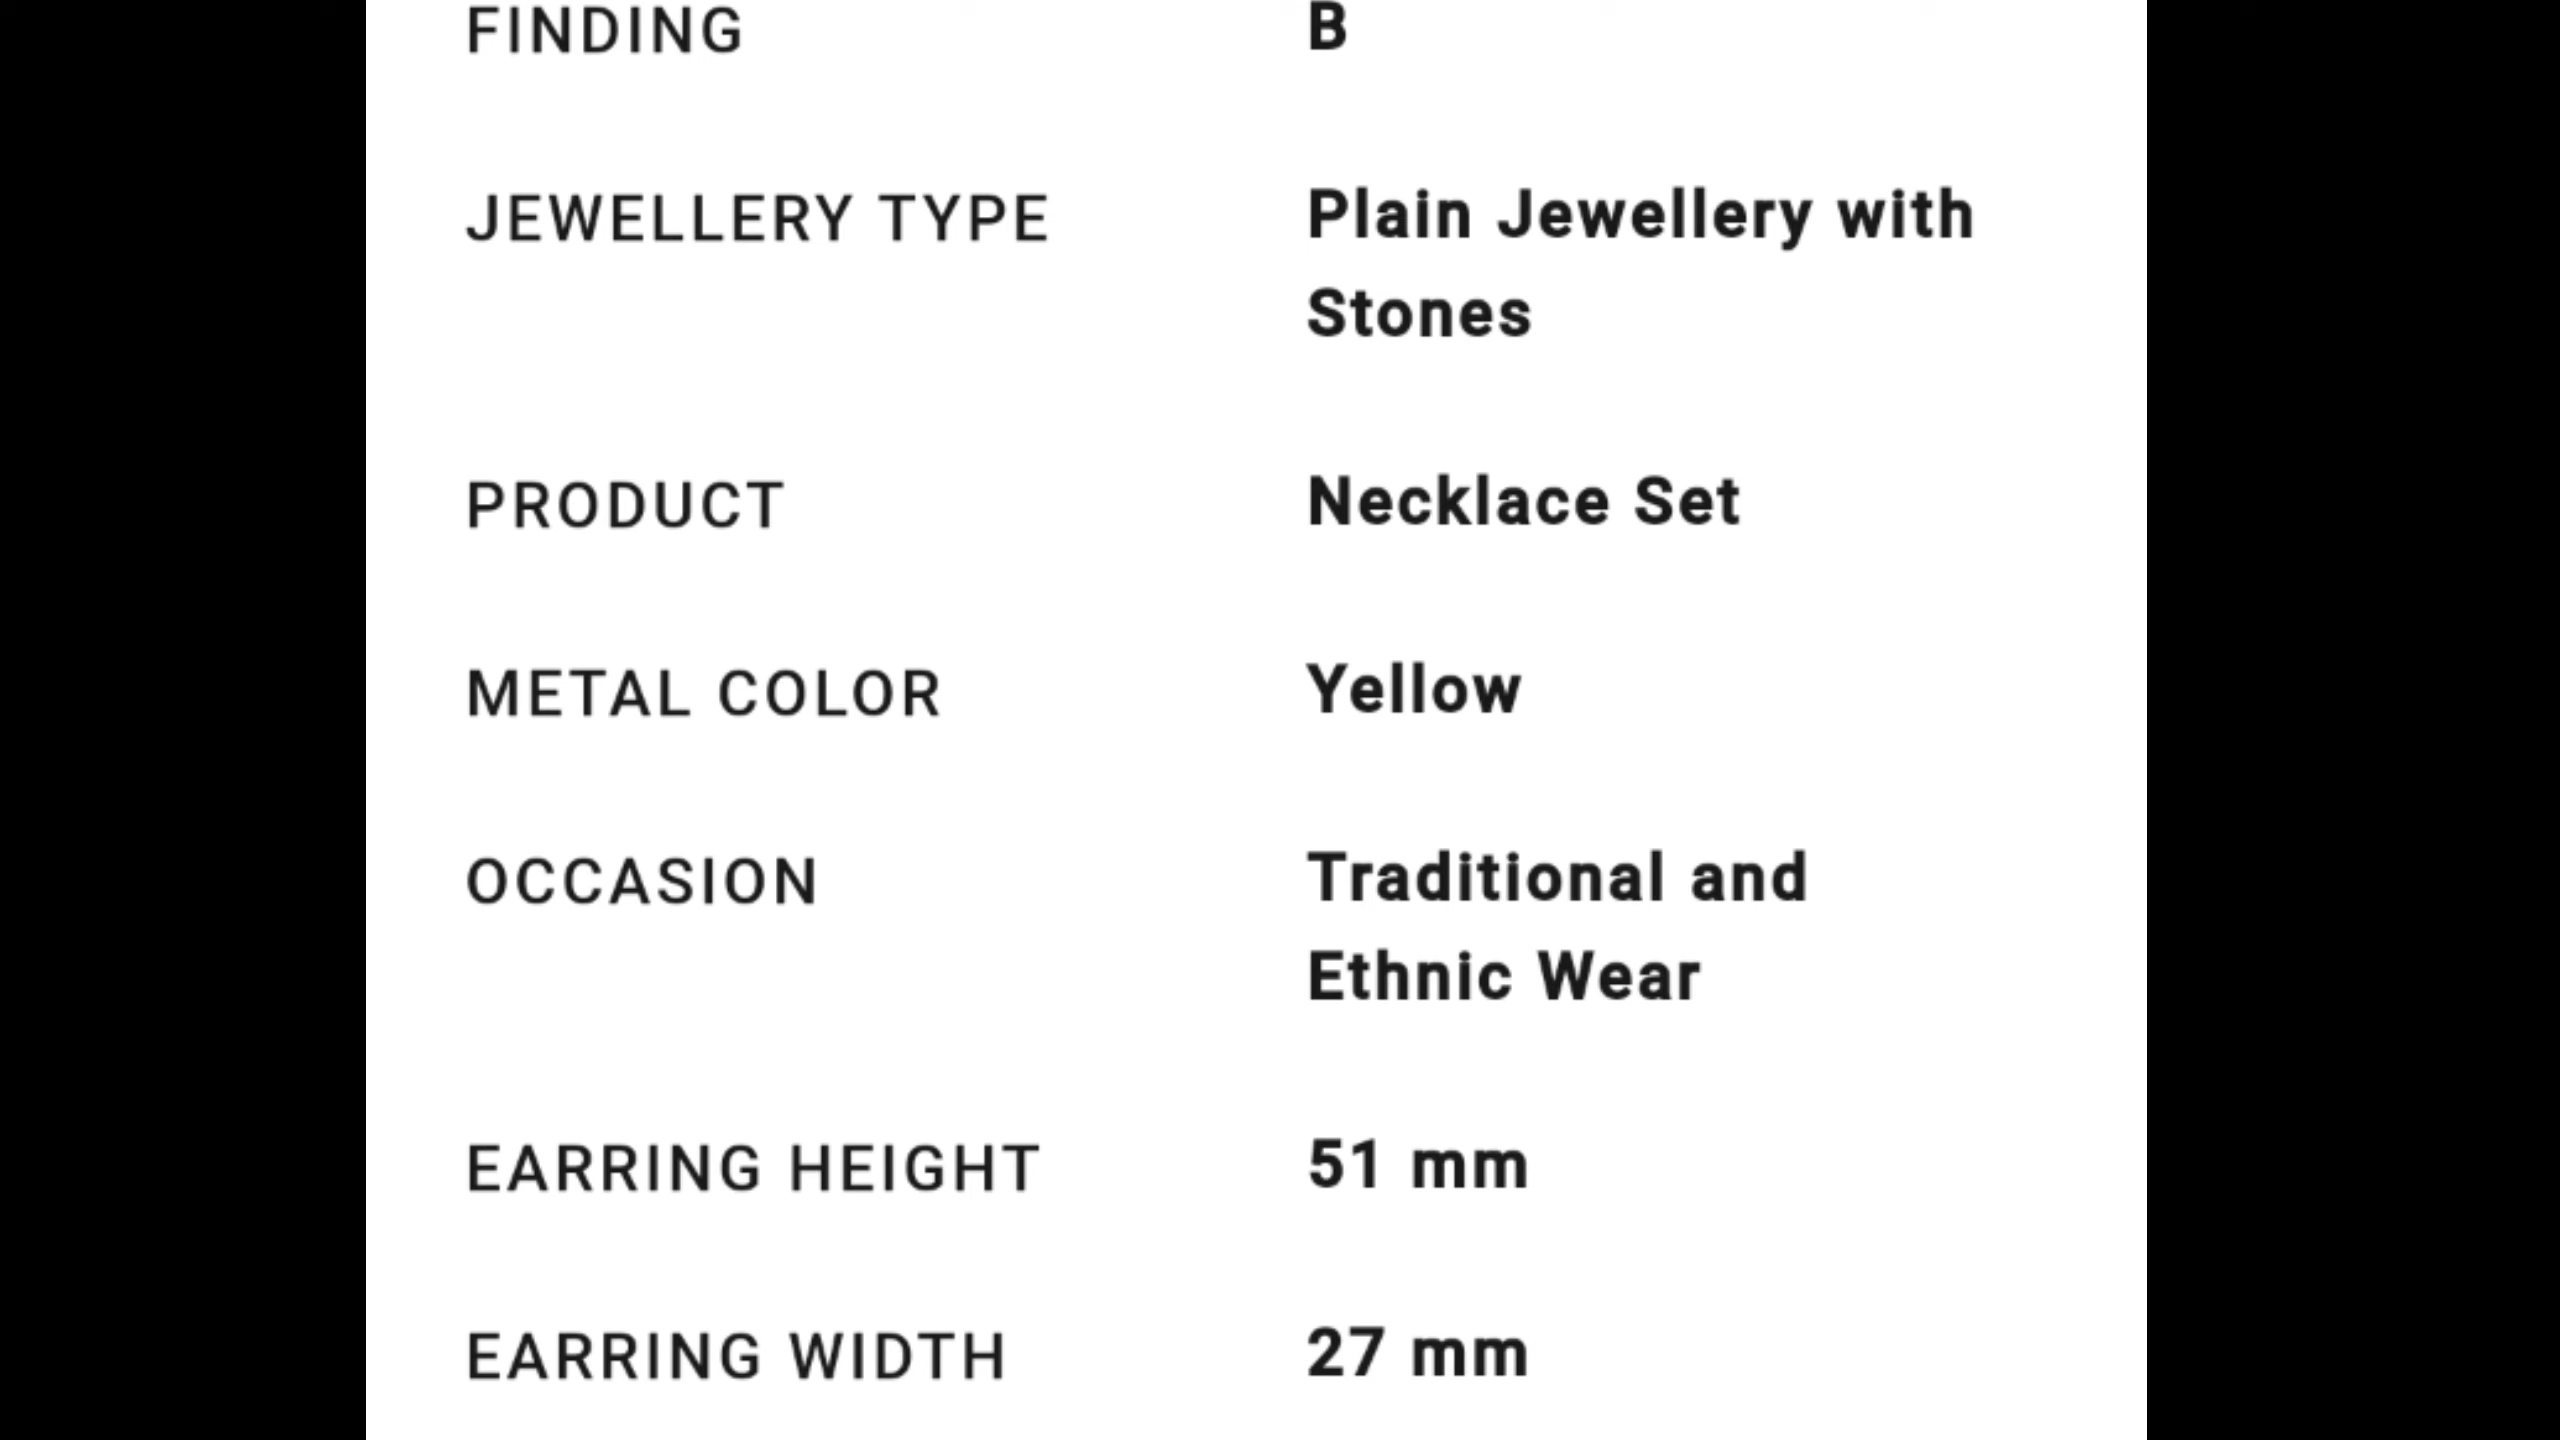 FINDING B
JEWELLERY TYPE Plain Jewellery with
Stones
PRODUCT Necklace Set
METAL COLOR Yellow
OCCASION Traditional and
Ethnic Wear
EARRING HEIGHT 51 mm
EARRING WIDTH 27 mm